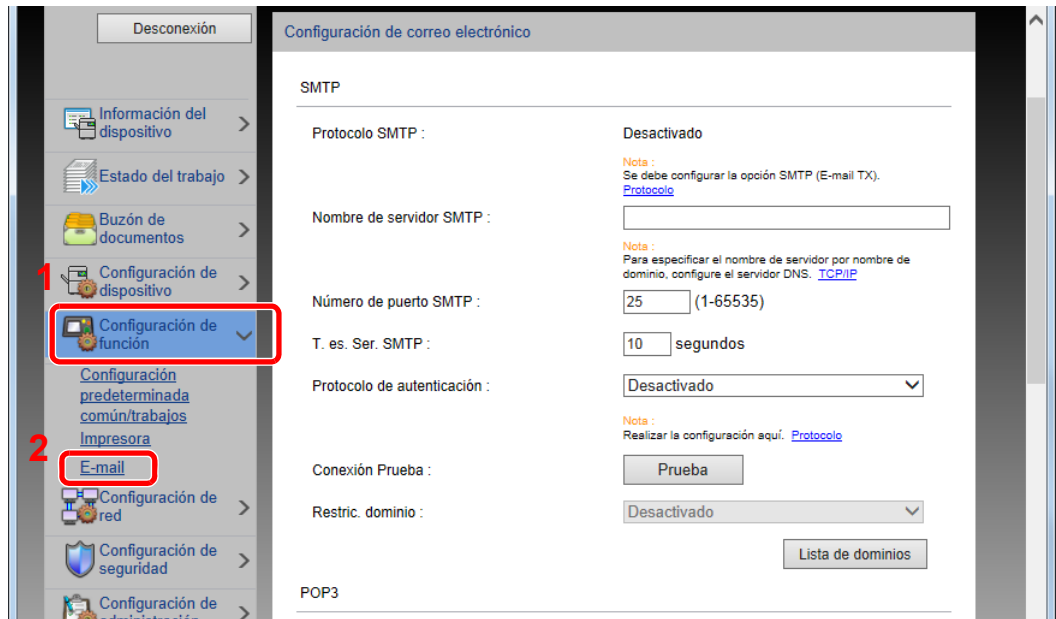 Desconexión
Información del
dispositivo
Estado del trabajo
Buzón de
documentos
1
Configuración de
dispositivo
Configuración de
función
Configuración
predeterminada
común/trabajos
Impresora
2
E-mail
Configuración de
red
Configuración de
seguridad
Configuración de
administración
Configuración de correo electrónico
SMTP
Protocolo SMTP :
Desactivado
Nota :
Se debe configurar la opción SMTP (E-mail TX).
Protocolo
Nombre de servidor SMTP :
Nota :
Para especificar el nombre de servidor por nombre de
dominio, configure el servidor DNS. TCP/IP
Número de puerto SMTP :
25 (1-65535)
T. es. Ser. SMTP :
10 segundos
Protocolo de autenticación :
Desactivado
Nota :
Realizar la configuración aquí. Protocolo
Conexión Prueba :
Prueba
Restric. dominio :
Desactivado
Lista de dominios
POP3